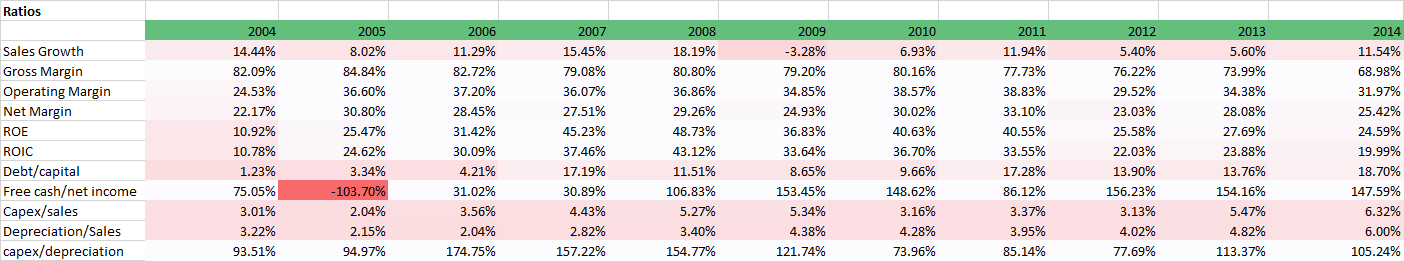 Ratios
2004 2005 2006 2007 2008 2009 2010 2011 2012 2013 2014
Sales Growth 14.44% 8.02% 11.29% 15.45% 18.19% -3.28% 6.93% 11.94% 5.40% 5.60% 11.54%
Gross Margin 82.09% 84.84% 82.72% 79.08% 80.80% 79.20% 80.16% 77.73% 76.22% 73.99% 68.98%
Operating Margin 24.53% 36.60% 37.20% 36.07% 36.86% 34.85% 38.57% 38.83% 29.52% 34.38% 31.97%
Net Margin 22.17% 30.80% 28.45% 27.51% 29.26% 24.93% 30.02% 33.10% 23.03% 28.08% 25.42%
ROE 10.92% 25.47% 31.42% 45.23% 48.73% 36.83% 40.63% 40.55% 25.58% 27.69% 24.59%
ROIC 10.78% 24.62% 30.09% 37.46% 43.12% 33.64% 36.70% 33.55% 22.03% 23.88% 19.99%
Debt/capital 1.23% 3.34% 4.21% 17.19% 11.51% 8.65% 9.66% 17.28% 13.90% 13.76% 18.70%
Free cash/net income 75.05% -103.70% 31.02% 30.89% 106.83% 153.45% 148.62% 86.12% 156.23% 154.16% 147.59%
Capex/sales 3.01% 2.04% 3.56% 4.43% 5.27% 5.34% 3.16% 3.37% 3.13% 5.47% 6.32%
Depreciation/Sales 3.22% 2.15% 2.04% 2.82% 3.40% 4.38% 4.28% 3.95% 4.02% 4.82% 6.00%
capex/depreciation 93.51% 94.97% 174.75% 157.22% 154.77% 121.74% 73.96% 85.14% 77.69% 113.37% 105.24%